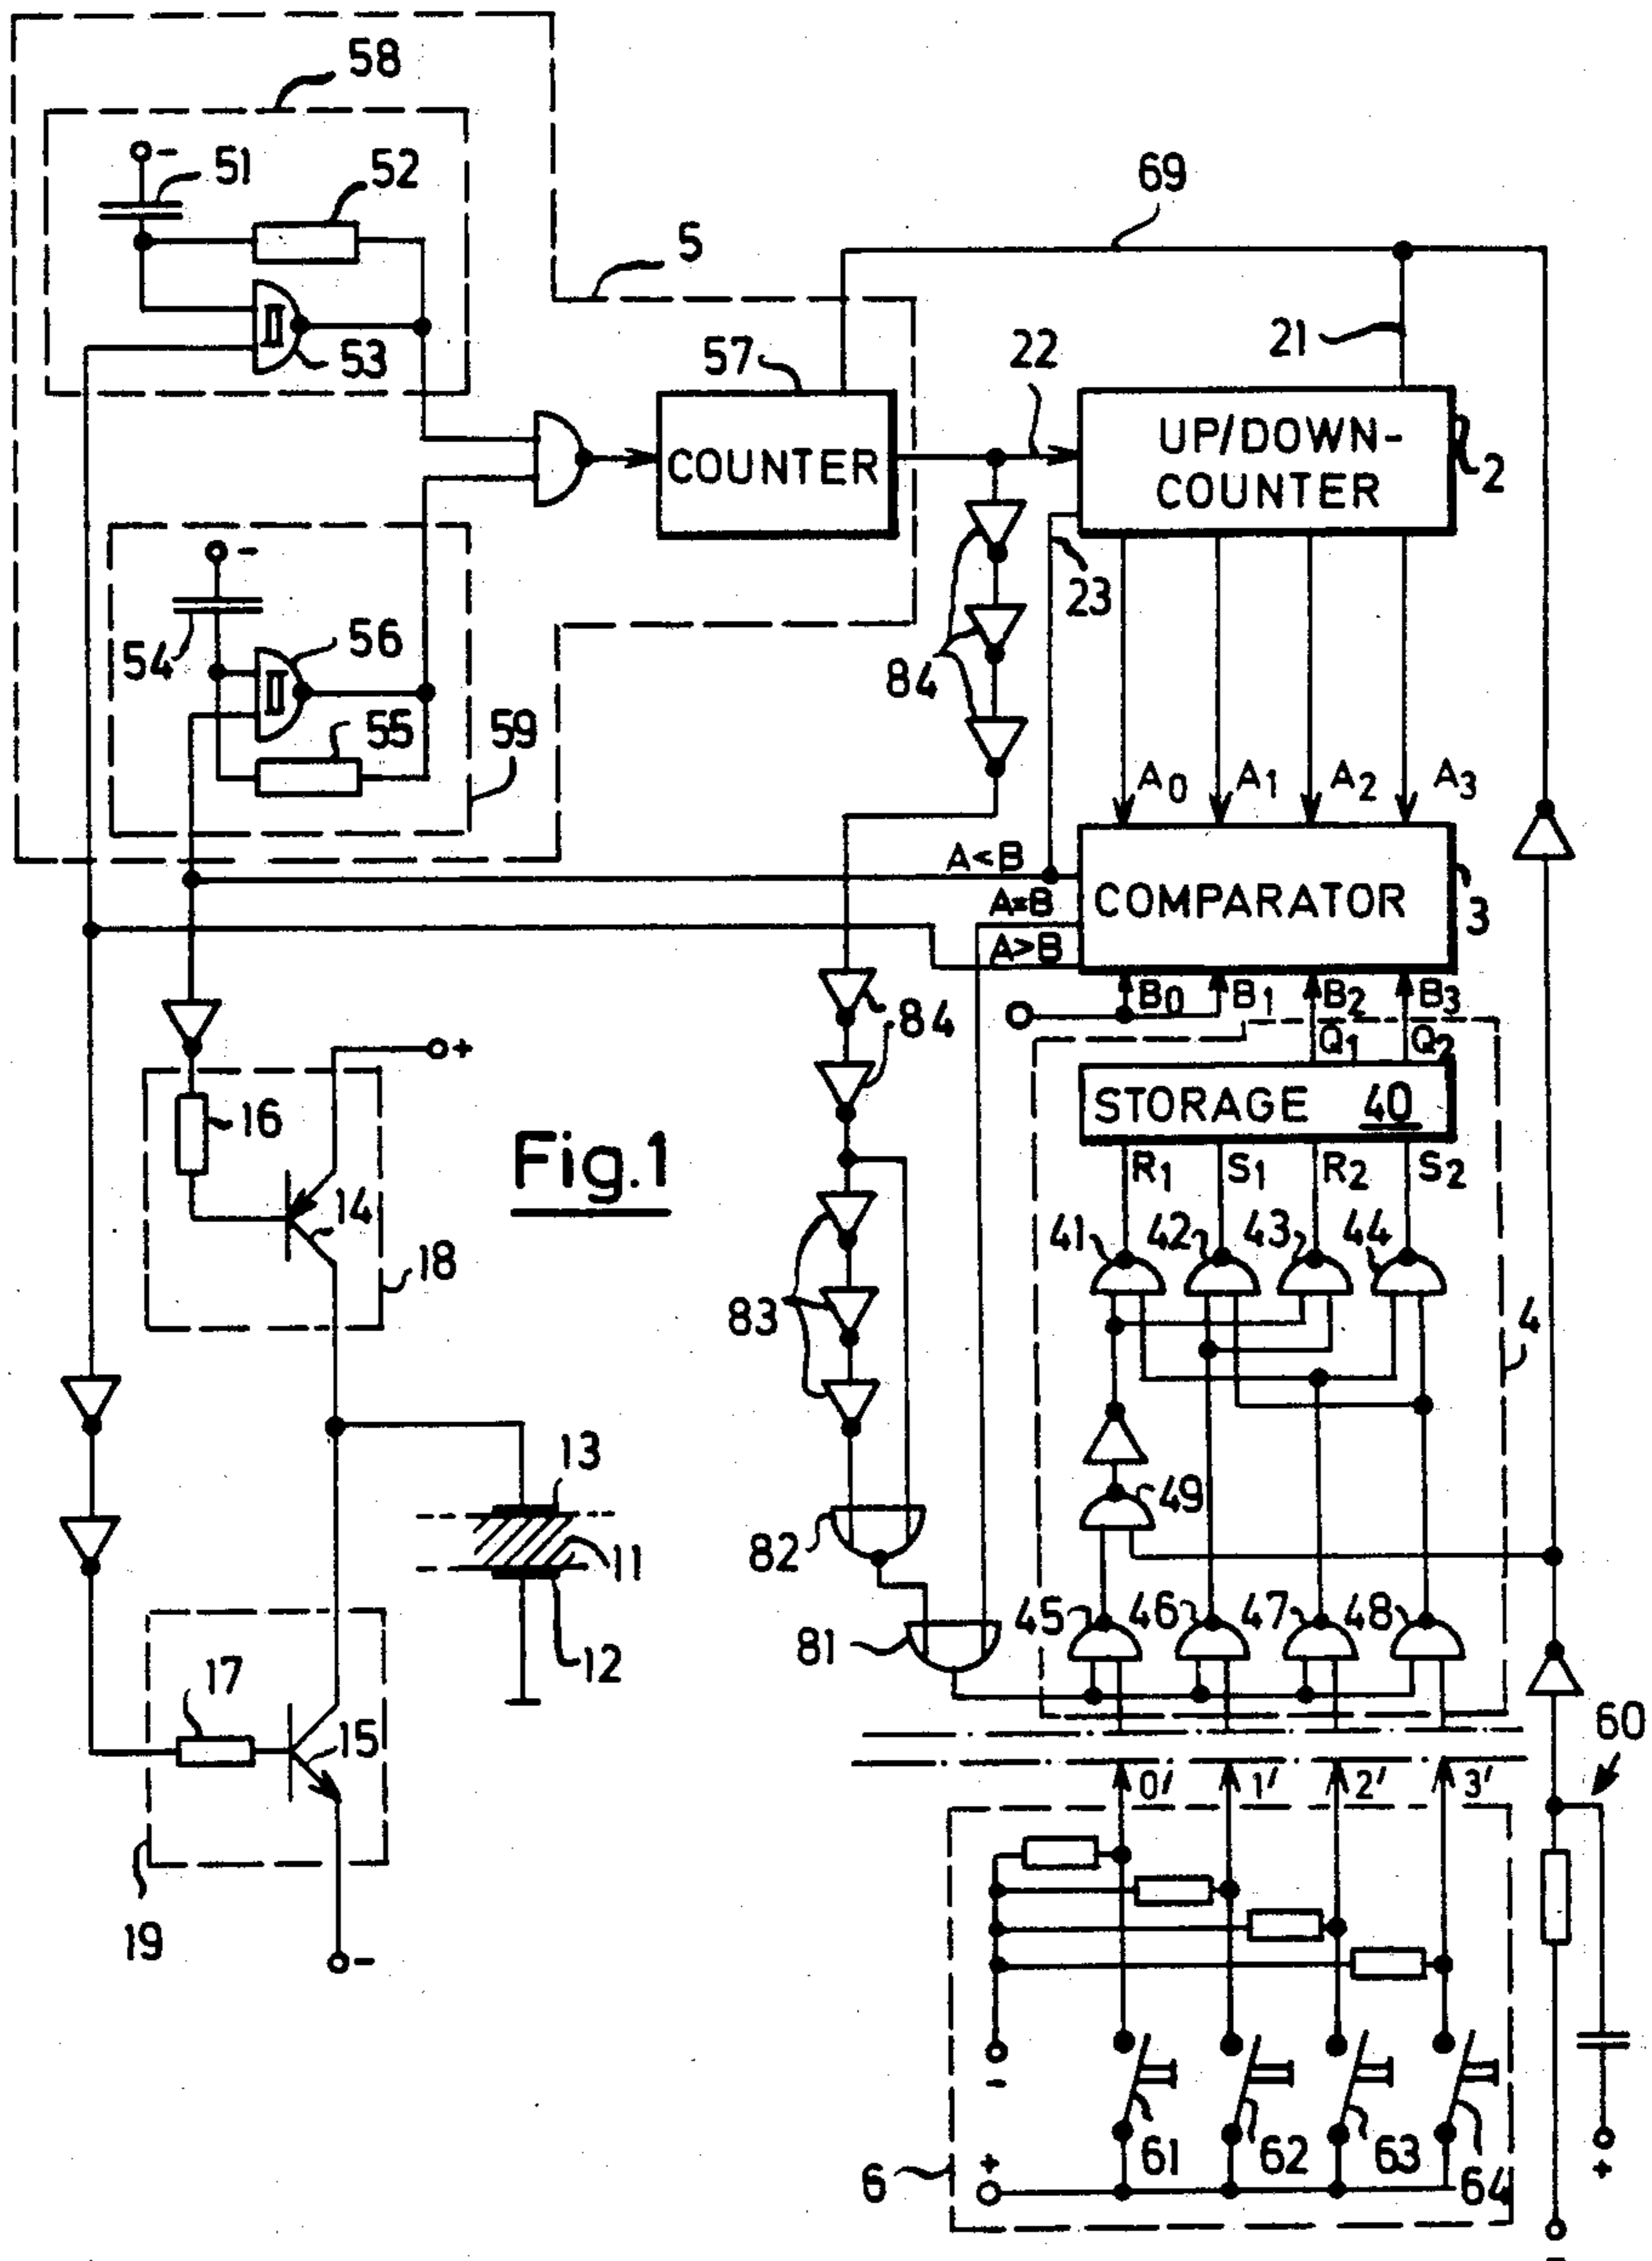 58
- 51 52
69
5
53 57 22 21
COUNTER
UP/DOWN-
COUNTER
2
-
23
54 56
84
55 59
A0 A1 A2 A3
A<B
A=B
A>B
COMPARATOR
3
B0 B1 B2 B3
84
+
Q1 Q2
16
STORAGE 40
Fig.1
R1 S1 R2 S2
14
41 42 43 44
18
83
4
13
49
82
11
45 46 47 48
81
12
17
15
60
0' 1' 2' 3'
19
-
-
61 62 63 64
+
6
+
-